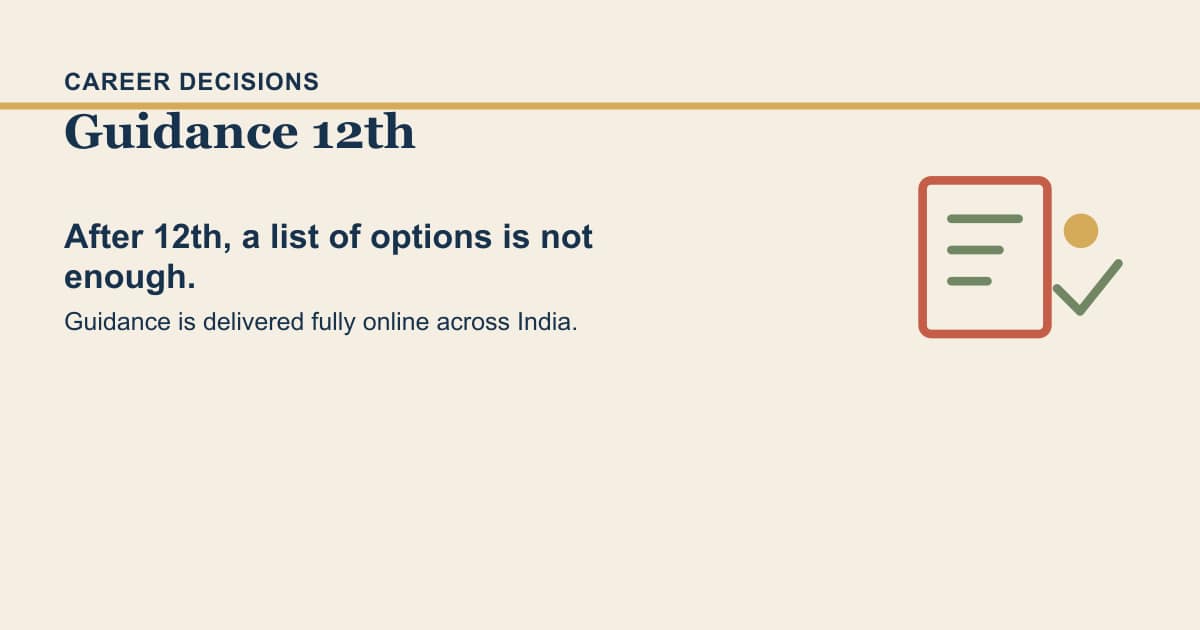 CAREER DECISIONS
Guidance 12th
After 12th, a list of options is not
enough.
Guidance is delivered fully online across India.